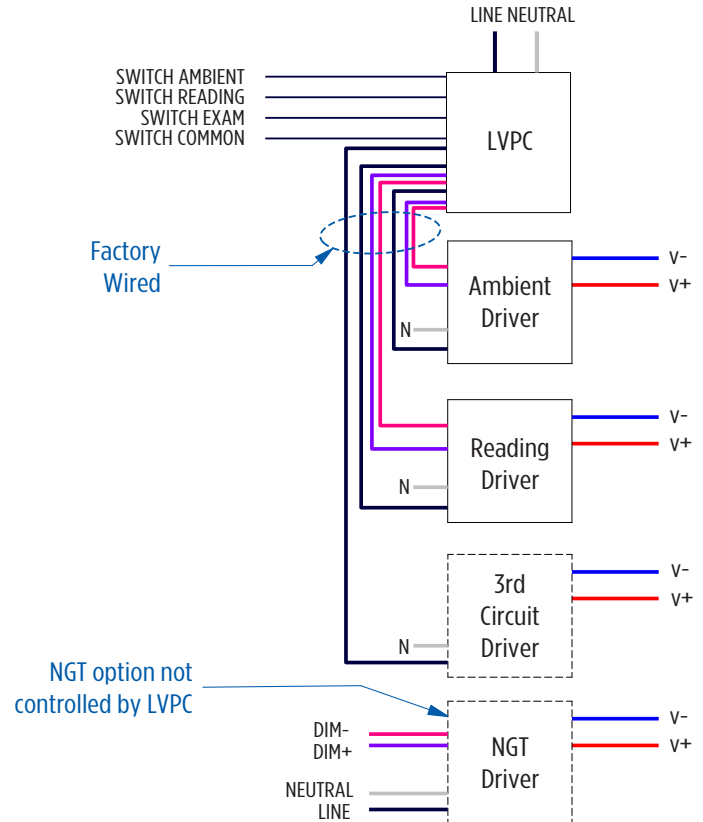 LINE NEUTRAL
SWITCH AMBIENT
SWITCH READING
SWITCH EXAM
SWITCH COMMON
LVPC
Factory
Wired
Ambient
Driver
N
V-
V+
Reading
Driver
N
V-
V+
3rd
Circuit
Driver
N
V-
V+
NGT option not
controlled by LVPC
DIM-
DIM+
NEUTRAL
LINE
NGT
Driver
V-
V+